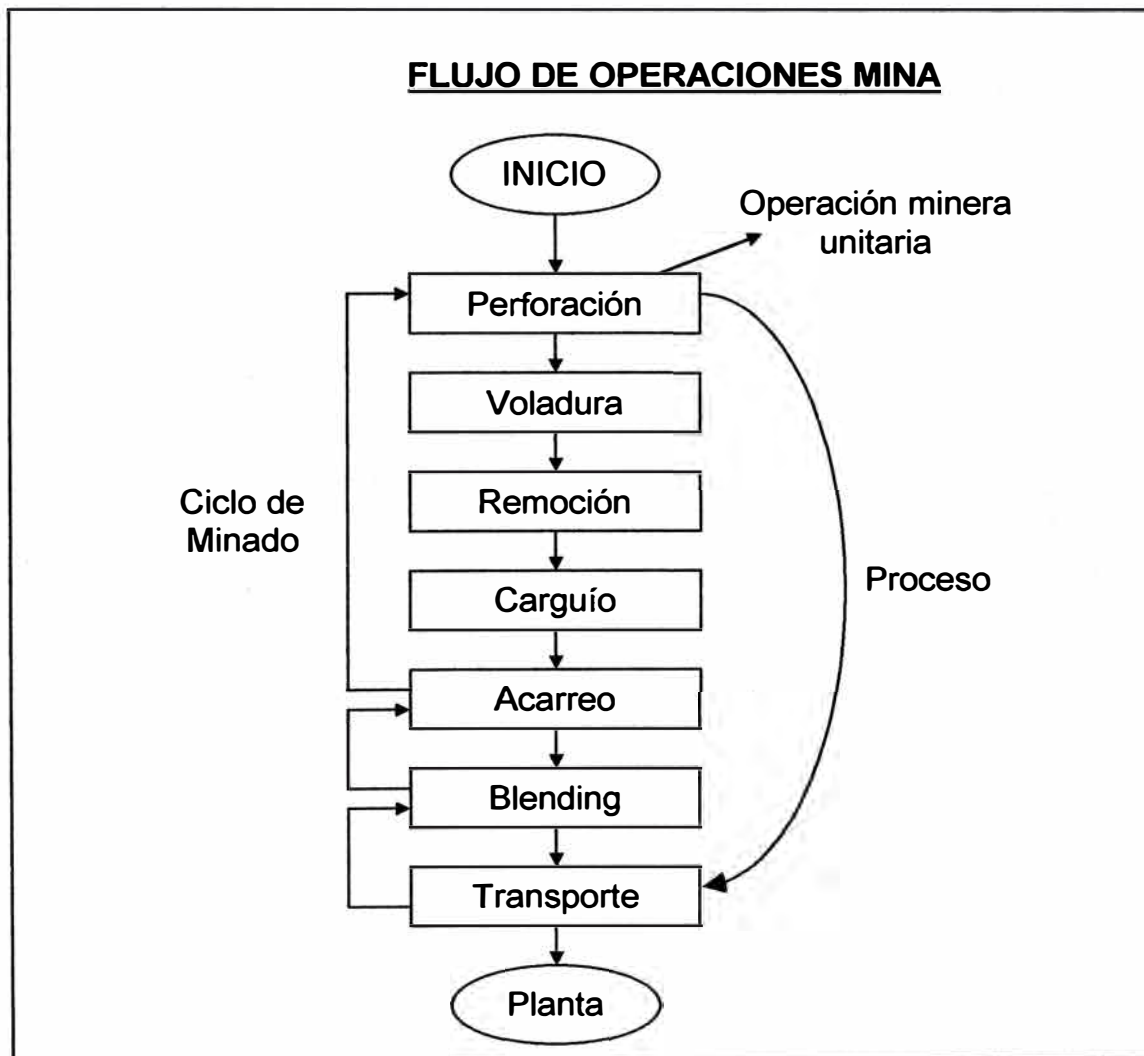 FLUJO DE OPERACIONES MINA
INICIO
Operación minera
unitaria
Perforación
Voladura
Remoción
Ciclo de
Minado
Carguío
Proceso
Acarreo
Blending
Transporte
Planta